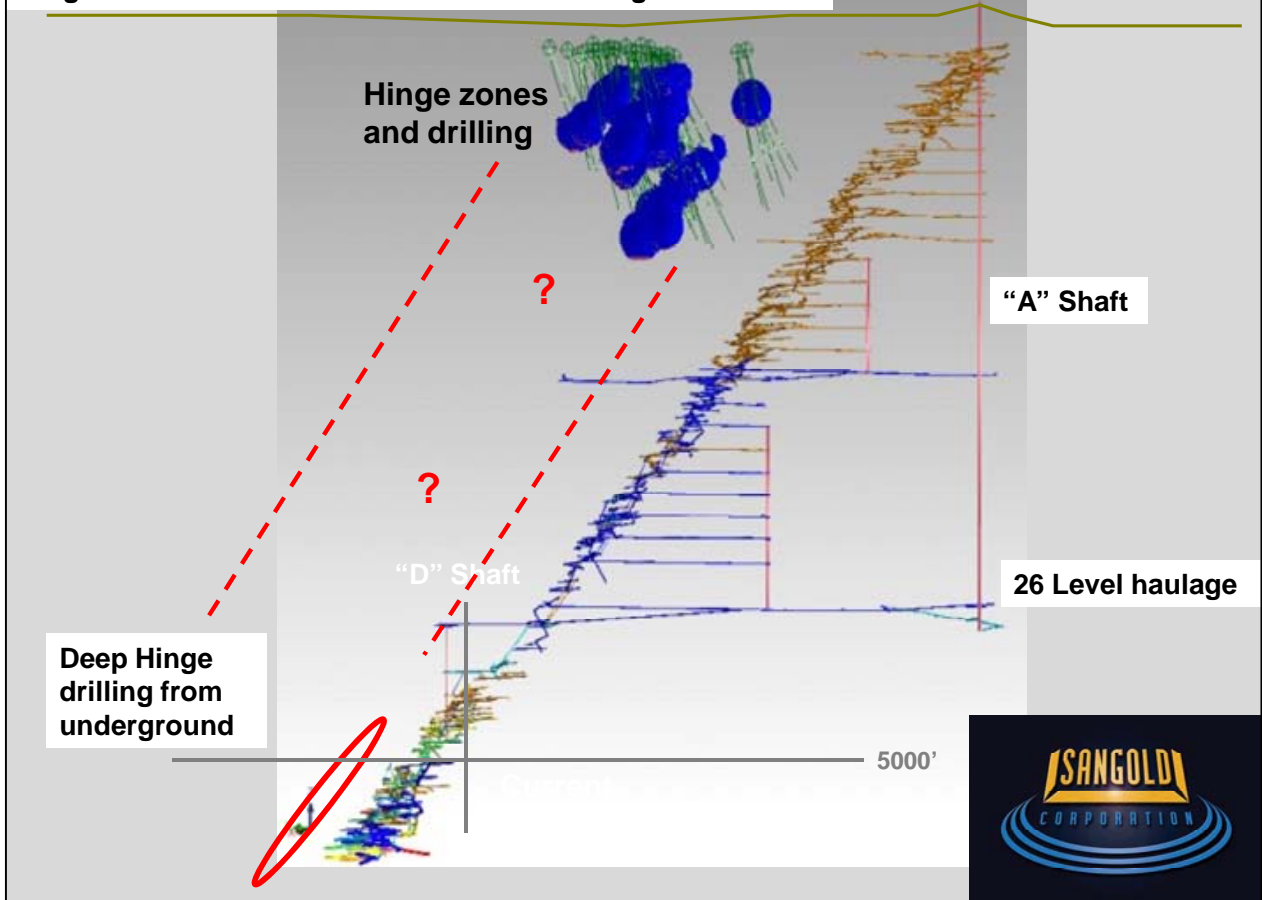 Hinge zones
and drilling
?
“A” Shaft
?
“D” Shaft
26 Level haulage
Deep Hinge
drilling from
underground
5000’
Current
SANGOLD
CORPORATION